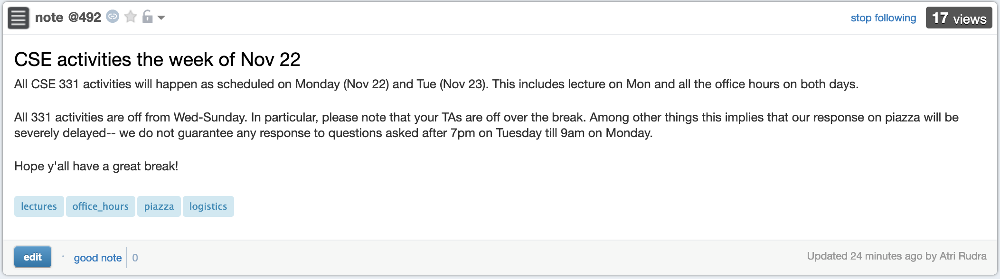 note @492
stop following
17 views
CSE activities the week of Nov 22
All CSE 331 activities will happen as scheduled on Monday (Nov 22) and Tue (Nov 23). This includes lecture on Mon and all the office hours on both days.
All 331 activities are off from Wed-Sunday. In particular, please note that your TAs are off over the break. Among other things this implies that our response on piazza will be
severely delayed-- we do not guarantee any response to questions asked after 7pm on Tuesday till 9am on Monday.
Hope y'all have a great break!
lectures office_hours piazza logistics
edit · good note 0
Updated 24 minutes ago by Atri Rudra